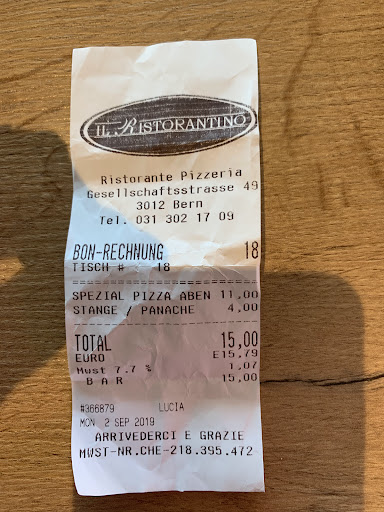 IL RISTORANTINO
Ristorante Pizzeria
Gesellschaftsstrasse 49
3012 Bern
Tel. 031 302 17 09
BON-RECHNUNG 18
TISCH # 18
SPEZIAL PIZZA ABEN 11,00
STANGE / PANACHE 4,00
TOTAL 15,00
EURO E15,79
Mwst 7.7 % 1,07
BAR 15,00
#366879 LUCIA
MON 2 SEP 2019
ARRIVEDERCI E GRAZIE
MWST-NR.CHE-218.395.472